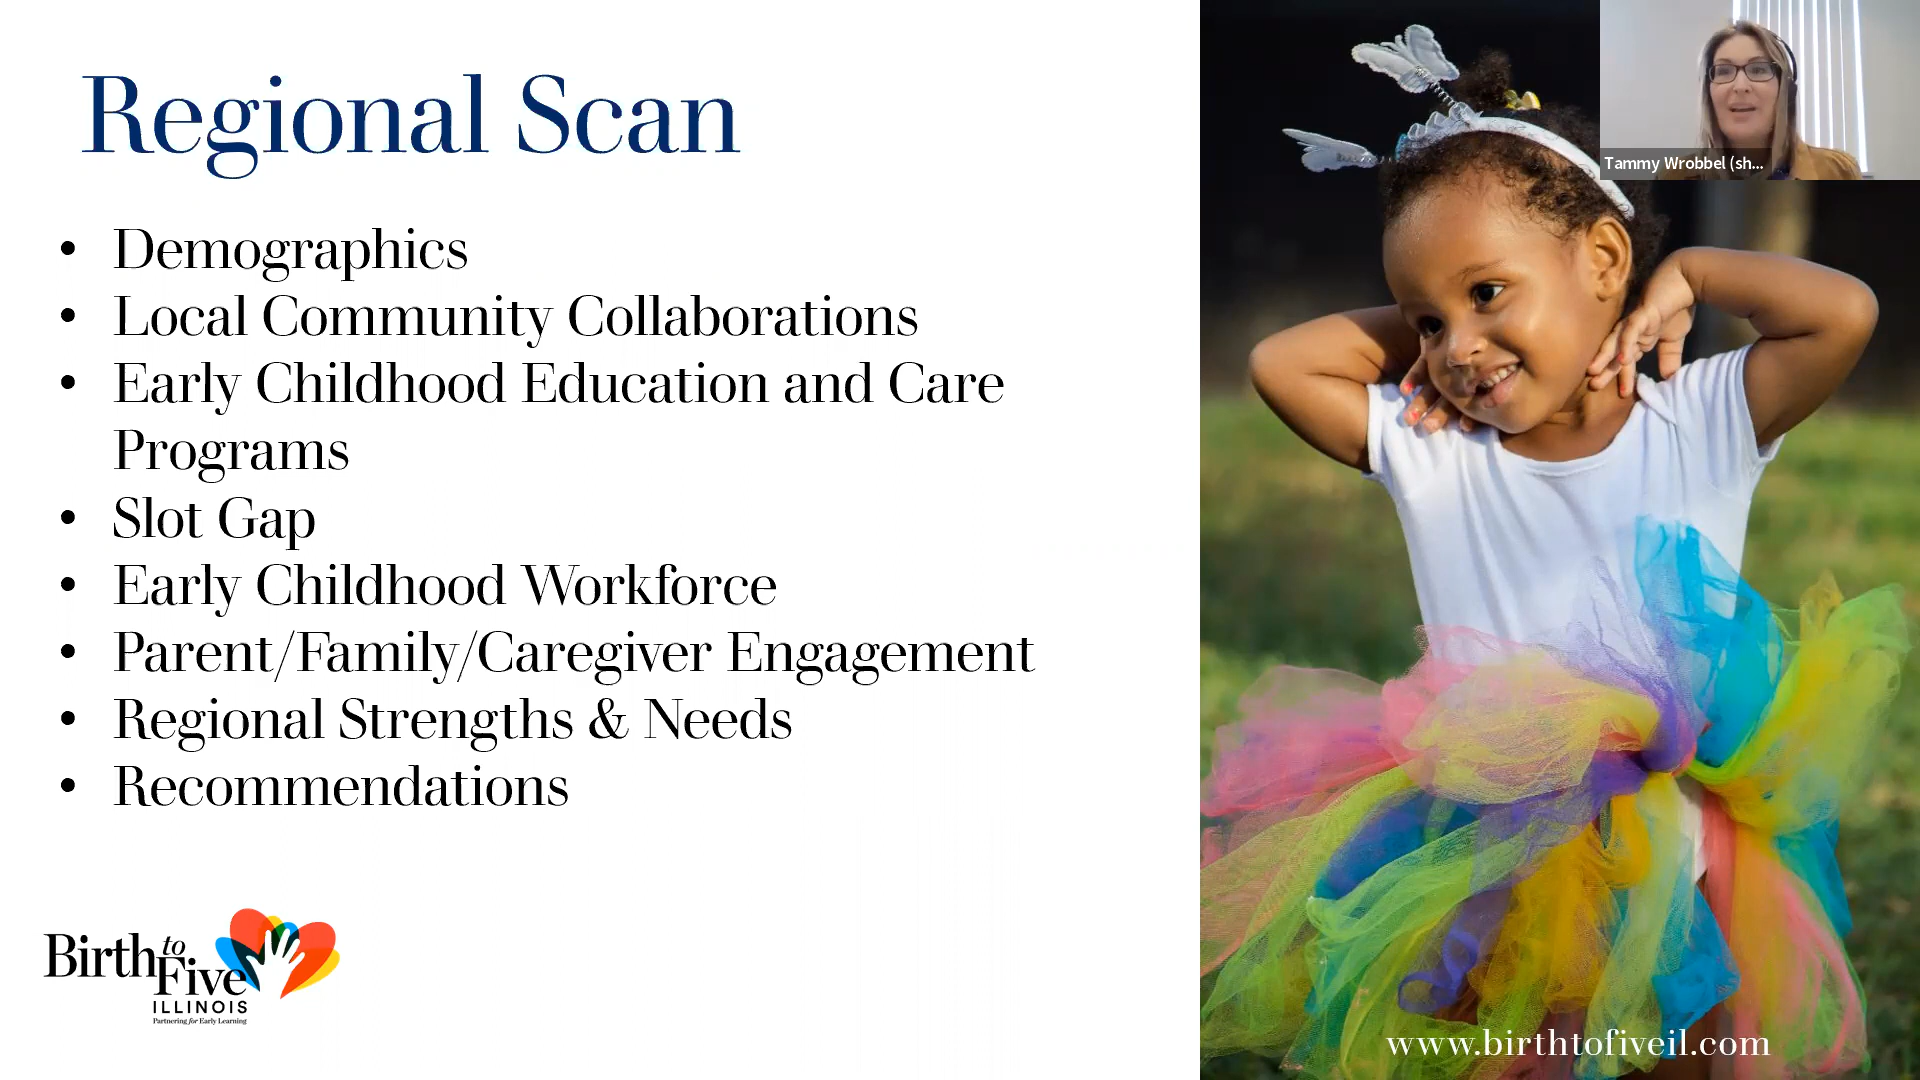 Regional Scan
• Demographics
• Local Community Collaborations
• Early Childhood Education and Care
Programs
• Slot Gap
• Early Childhood Workforce
• Parent/Family/Caregiver Engagement
• Regional Strengths & Needs
• Recommendations
Birth to
Five
ILLINOIS
Partnering for Early Learning
Tammy Wrobbel (sh...
www.birthtofiveil.com